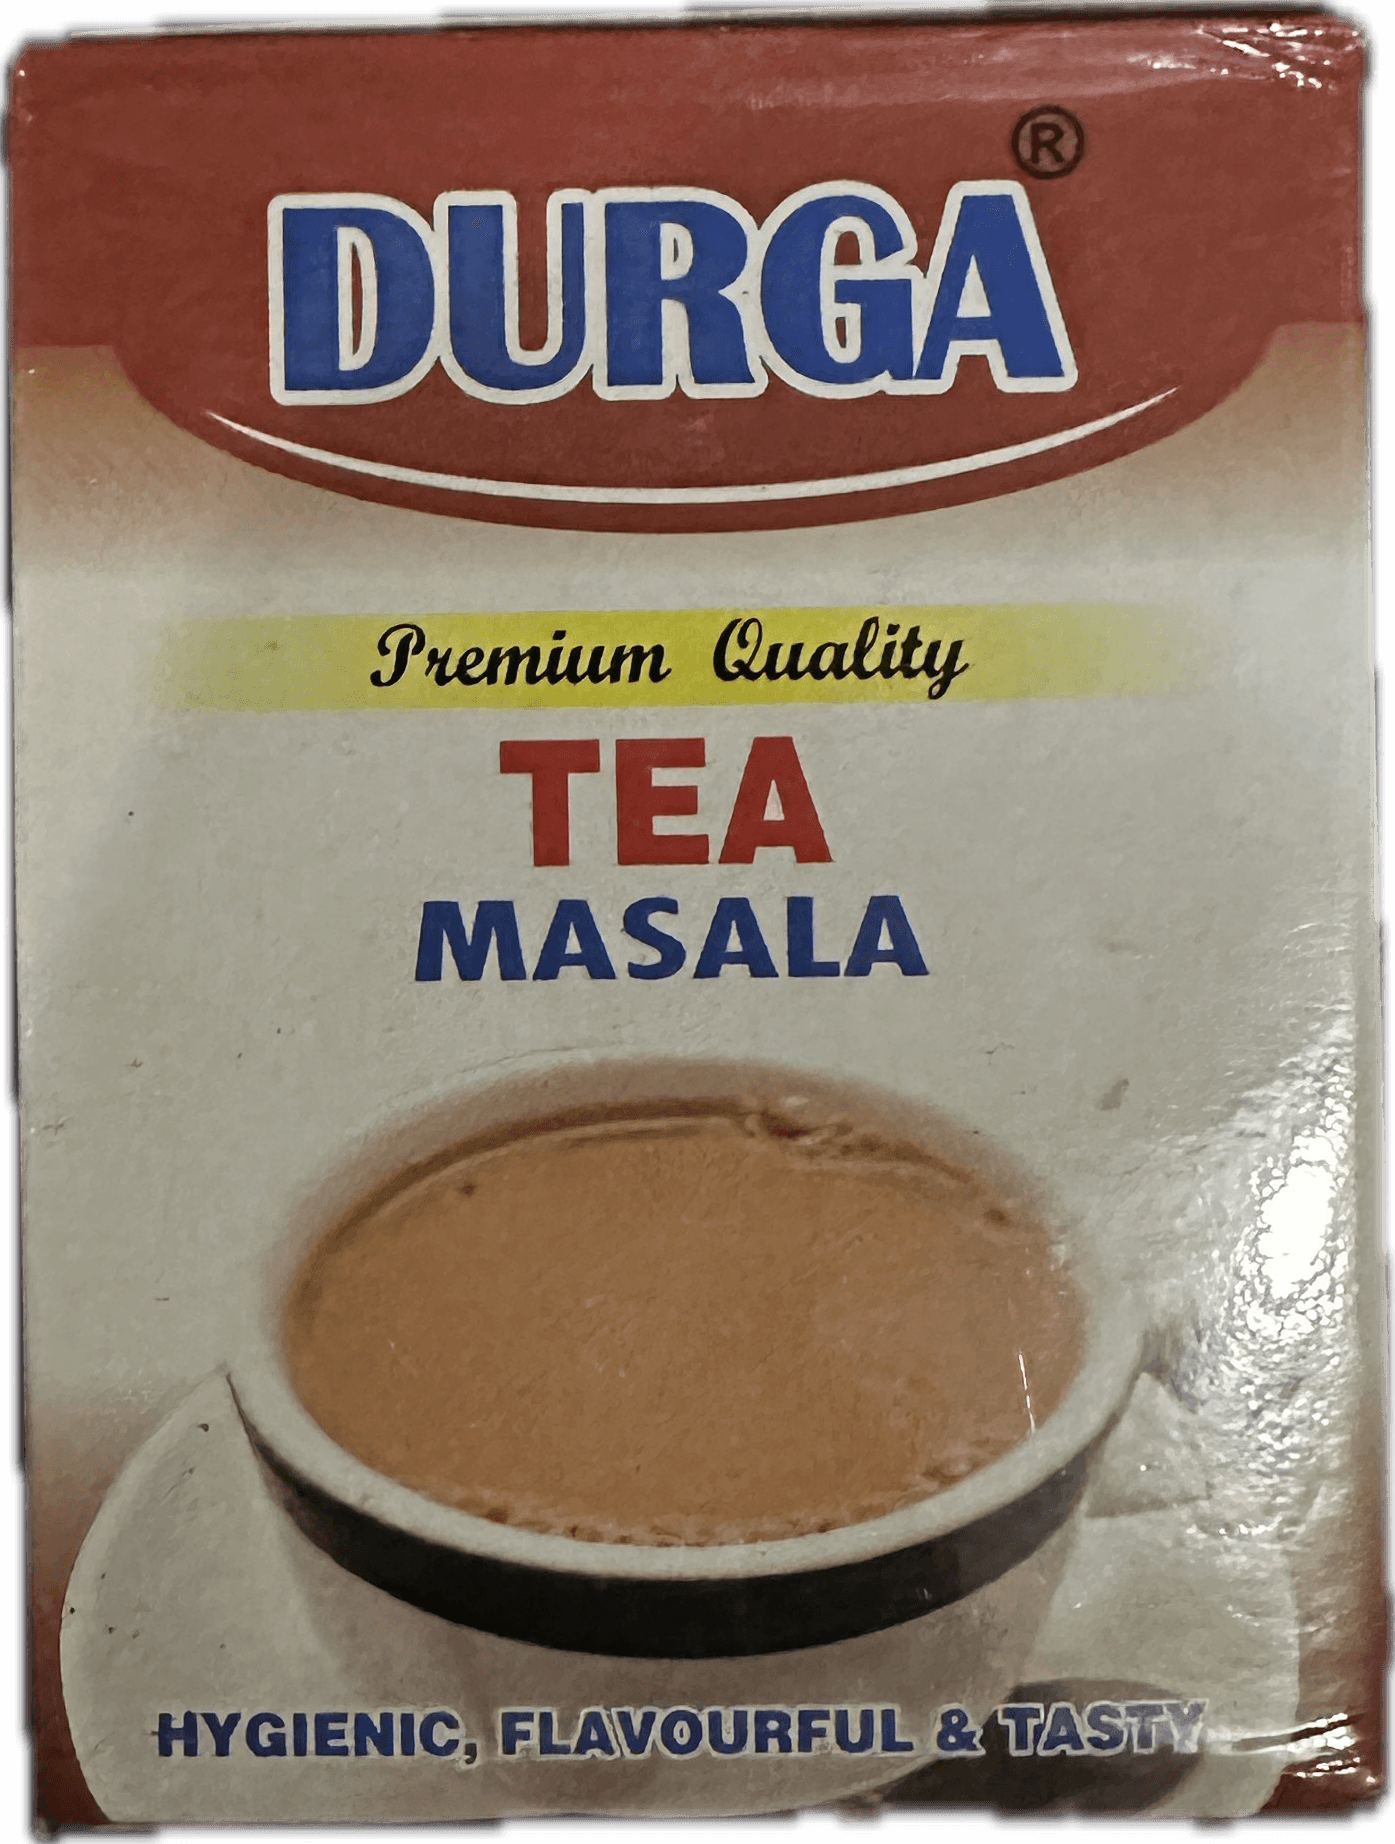 DURGA®
Premium Quality
TEA
MASALA
HYGIENIC, FLAVOURFUL & TASTY